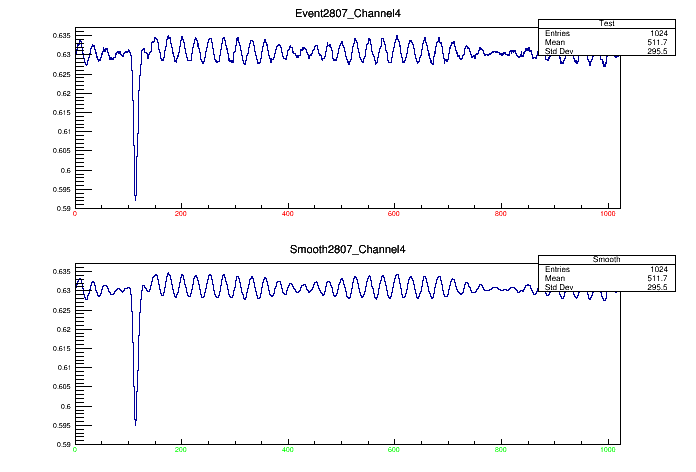 Event2807_Channel4
Test
Entries 1024
Mean 511.7
Std Dev 295.5
0.635
0.63
0.625
0.62
0.615
0.61
0.605
0.6
0.595
0.59
0 200 400 600 800 1000
Smooth2807_Channel4
Smooth
Entries 1024
Mean 511.7
Std Dev 295.5
0.635
0.63
0.625
0.62
0.615
0.61
0.605
0.6
0.595
0.59
0 200 400 600 800 1000